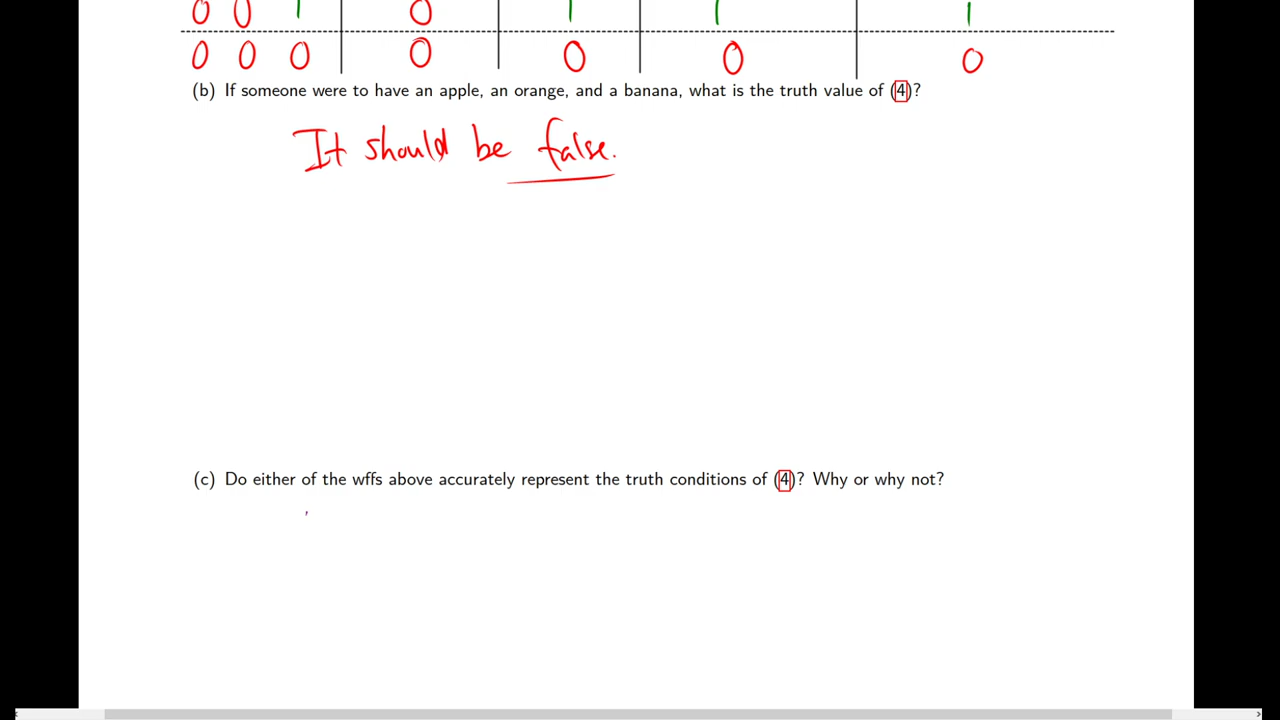 0 0 1 0 1 1 1
0 0 0 0 0 0 0
(b) If someone were to have an apple, an orange, and a banana, what is the truth value of (4)?
It should be false.
(c) Do either of the wffs above accurately represent the truth conditions of (4)? Why or why not?